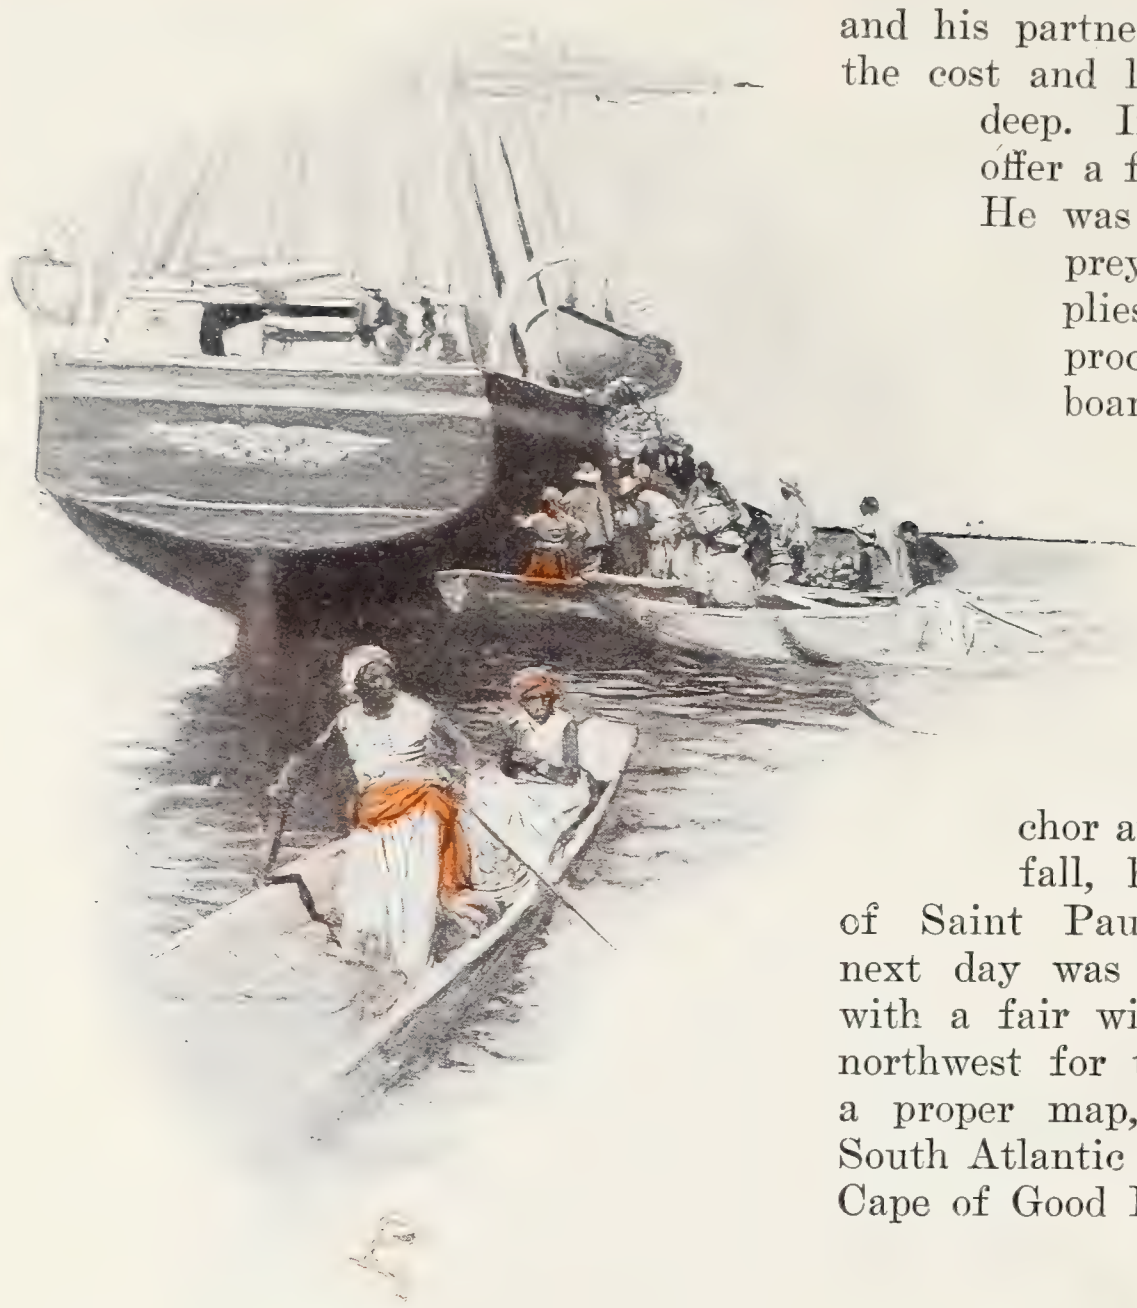 and his partne
the cost and l
deep. I
offer a f
He was
prey
plies
proc
boar
chor a
fall, h
of Saint Pau
next day was
with a fair wi
northwest for t
a proper map,
South Atlantic
Cape of Good